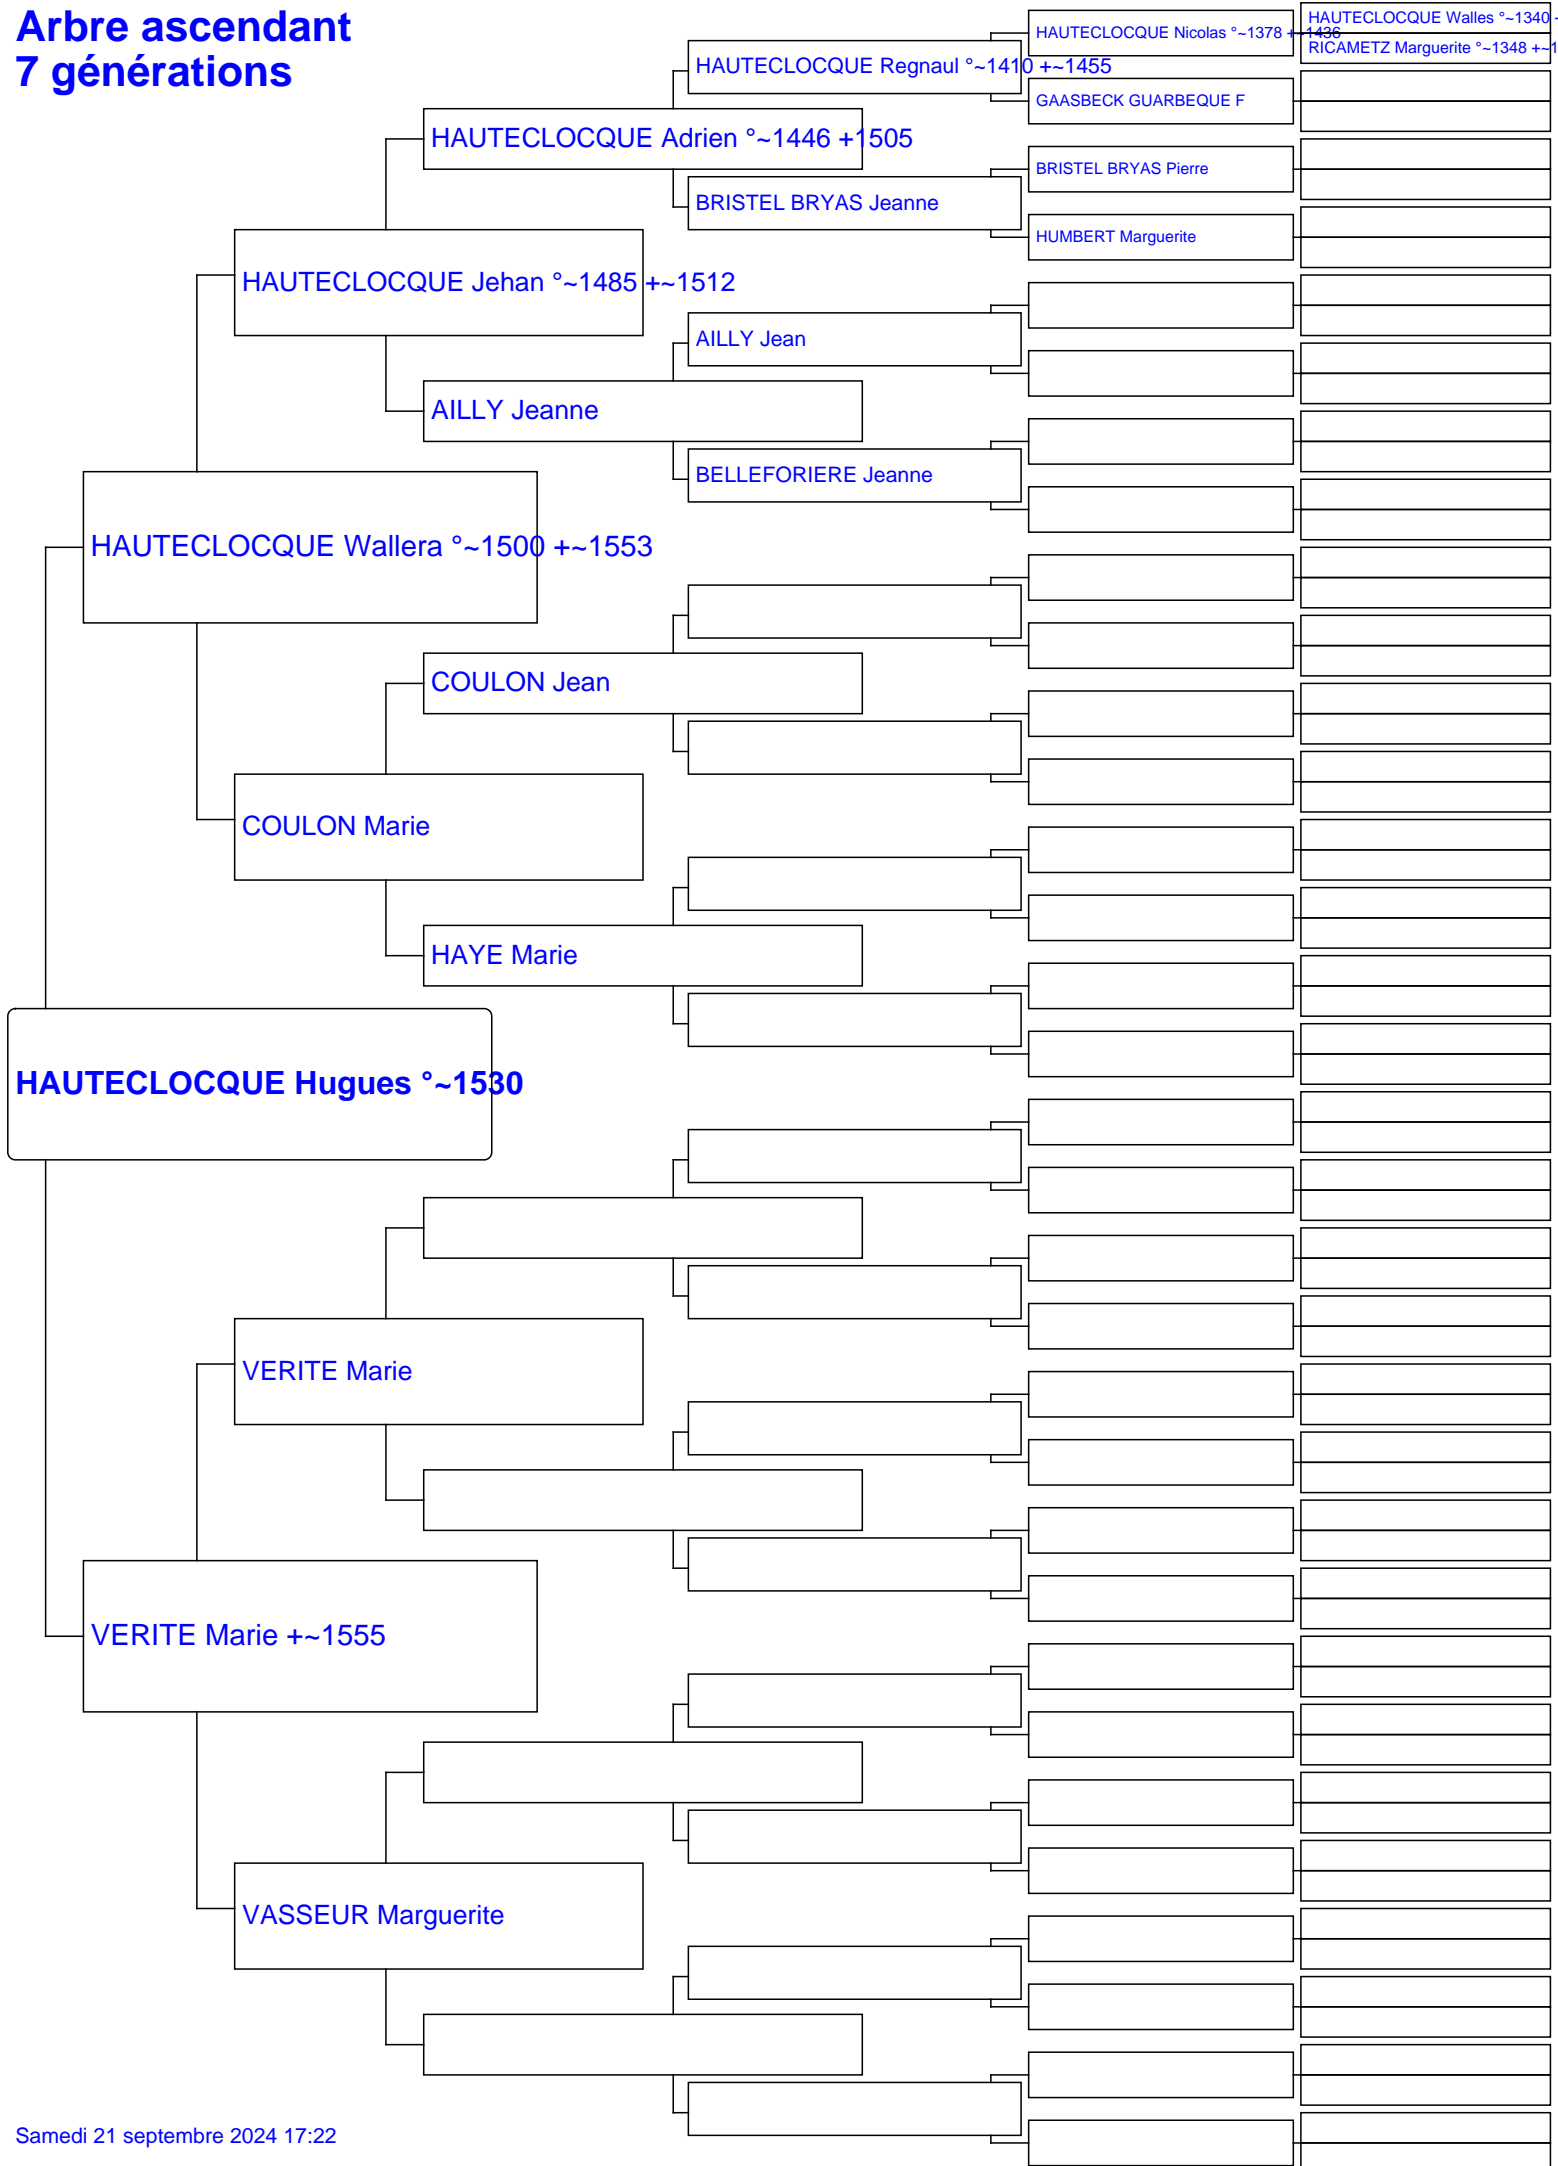 Arbre ascendant
7 générations
HAUTECLOCQUE Walles °~1340 +
HAUTECLOCQUE Nicolas °~1378 +~1436
RICAMETZ Marguerite °~1348 +~1
HAUTECLOCQUE Regnaul °~1410 +~1455
GAASBECK GUARBEQUE F
HAUTECLOCQUE Adrien °~1446 +1505
BRISTEL BRYAS Pierre
BRISTEL BRYAS Jeanne
HUMBERT Marguerite
HAUTECLOCQUE Jehan °~1485 +~1512
AILLY Jean
AILLY Jeanne
BELLEFORIERE Jeanne
HAUTECLOCQUE Wallera °~1500 +~1553
COULON Jean
COULON Marie
HAYE Marie
HAUTECLOCQUE Hugues °~1530
VERITE Marie
VERITE Marie +~1555
VASSEUR Marguerite
Samedi 21 septembre 2024 17:22